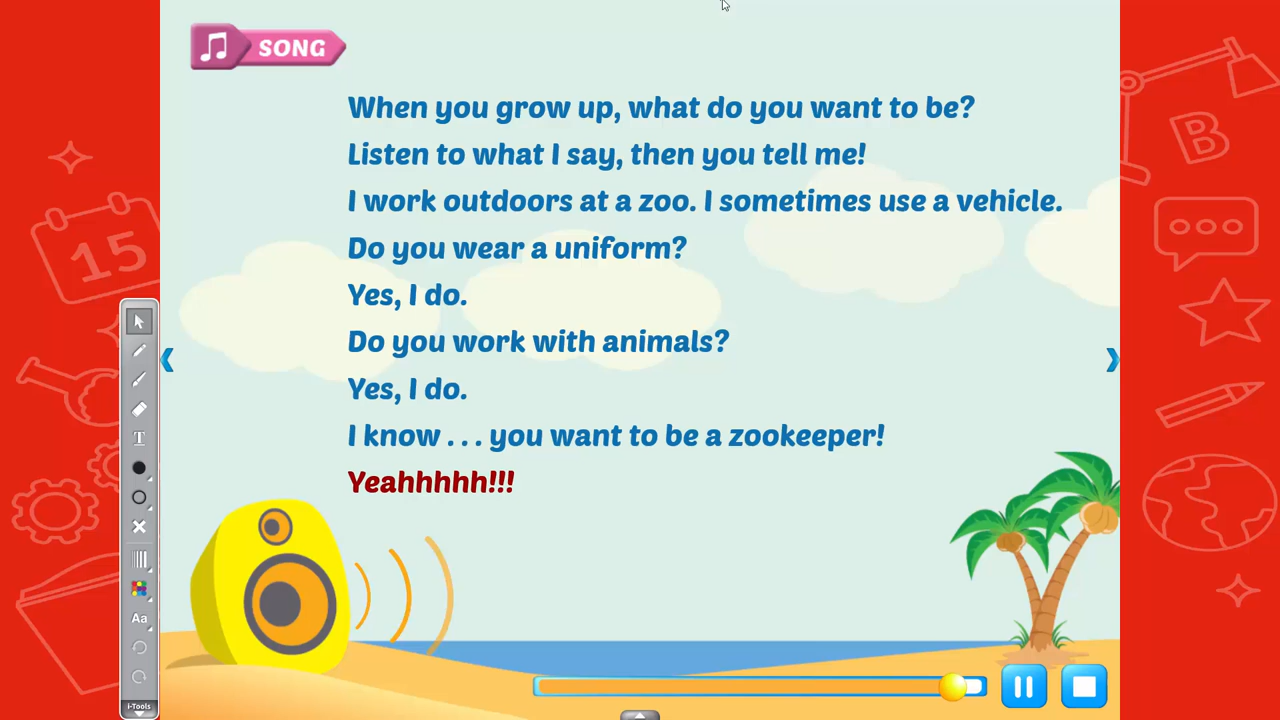 SONG
When you grow up, what do you want to be?
Listen to what I say, then you tell me!
I work outdoors at a zoo. I sometimes use a vehicle.
Do you wear a uniform?
Yes, I do.
Do you work with animals?
Yes, I do.
I know . . . you want to be a zookeeper!
Yeahhhhh!!!
15
B
T
Aa
i-Tools